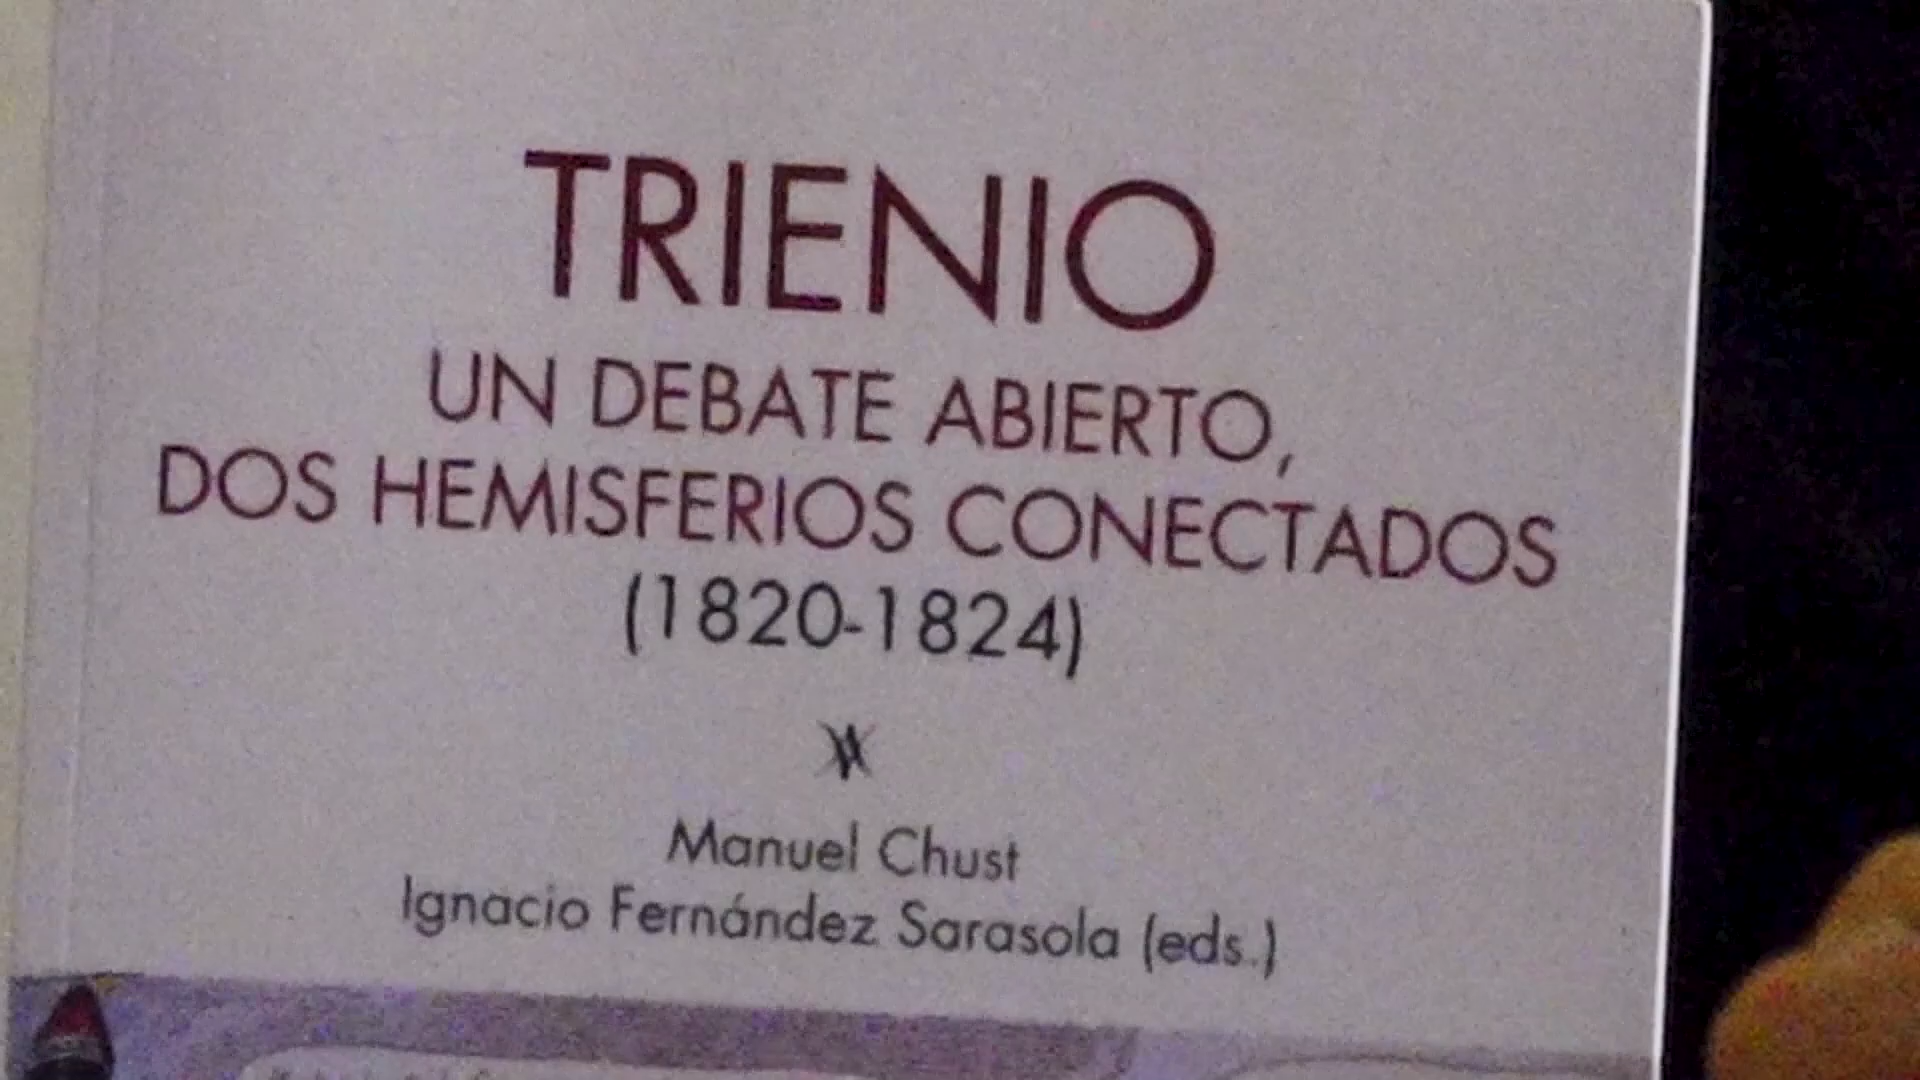 TRIENIO
UN DEBATE ABIERTO,
DOS HEMISFERIOS CONECTADOS
(1820-1824)
Manuel Chust
Ignacio Fernández Sarasola (eds.)